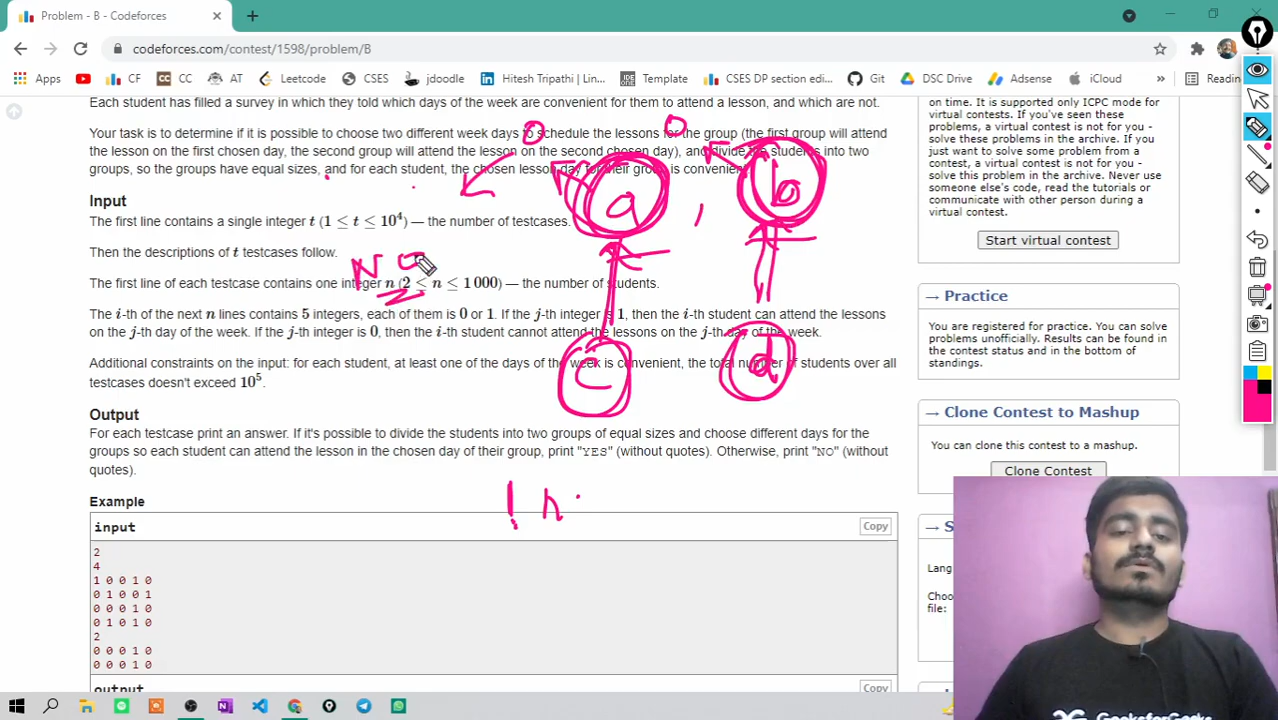 Problem - B - Codeforces
codeforces.com/contest/1598/problem/B
Apps
CF
CC
AT
Leetcode
CSES
jdoodle
Hitesh Tripathi | Lin...
Template
CSES DP section edi...
Git
DSC Drive
Adsense
iCloud
»
Reading
Each student has filled a survey in which they told which days of the week are convenient for them to attend a lesson, and which are not.
Your task is to determine if it is possible to choose two different week days to schedule the lessons for the group (the first group will attend
the lesson on the first chosen day, the second group will attend the lesson on the second chosen day), and divide the students into two
groups, so the groups have equal sizes, and for each student, the chosen lesson day for their group is convenient.
Input
The first line contains a single integer t (1 ≤ t ≤ 10⁴) — the number of testcases.
Then the descriptions of t testcases follow.
The first line of each testcase contains one integer n (2 ≤ n ≤ 1 000) — the number of students.
The i-th of the next n lines contains 5 integers, each of them is 0 or 1. If the j-th integer is 1, then the i-th student can attend the lessons
on the j-th day of the week. If the j-th integer is 0, then the i-th student cannot attend the lessons on the j-th day of the week.
Additional constraints on the input: for each student, at least one of the days of the week is convenient, the total number of students over all
testcases doesn't exceed 10⁵.
Output
For each testcase print an answer. If it's possible to divide the students into two groups of equal sizes and choose different days for the
groups so each student can attend the lesson in the chosen day of their group, print "YES" (without quotes). Otherwise, print "NO" (without
quotes).
Example
input
Copy
2
4
1 0 0 1 0
0 1 0 0 1
0 0 0 1 0
0 1 0 1 0
2
0 0 0 1 0
0 0 0 1 0
output
Copy
0
0
a , b
NO
c
d
! n
on time. It is supported only ICPC mode for
virtual contests. If you've seen these
problems, a virtual contest is not for you -
solve these problems in the archive. If you
just want to solve some problem from a
contest, a virtual contest is not for you -
solve this problem in the archive. Never use
someone else's code, read the tutorials or
communicate with other person during a
virtual contest.
Start virtual contest
→ Practice
You are registered for practice. You can solve
problems unofficially. Results can be found in
the contest status and in the bottom of
standings.
→ Clone Contest to Mashup
You can clone this contest to a mashup.
Clone Contest
→ S
Lang
Choo
file:
GeeksforGeeks